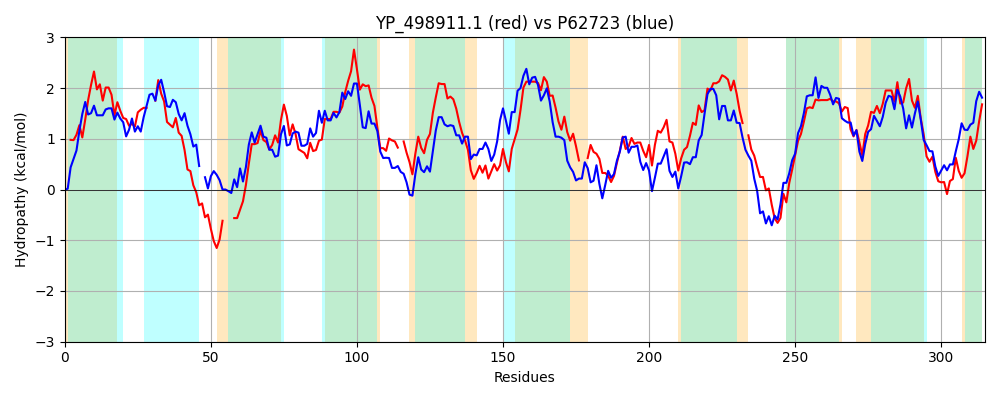 YP_498911.1 (red) vs P62723 (blue)
Hydropathy (kcal/mol)
3
2
1
0
−1
−2
−3
0 50 100 150 200 250 300
Residues